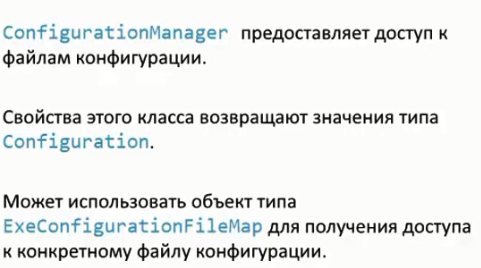 ConfigurationManager предоставляет доступ к
файлам конфигурации.
Свойства этого класса возвращают значения типа
Configuration.
Может использовать объект типа
ExeConfigurationFileMap для получения доступа
к конкретному файлу конфигурации.